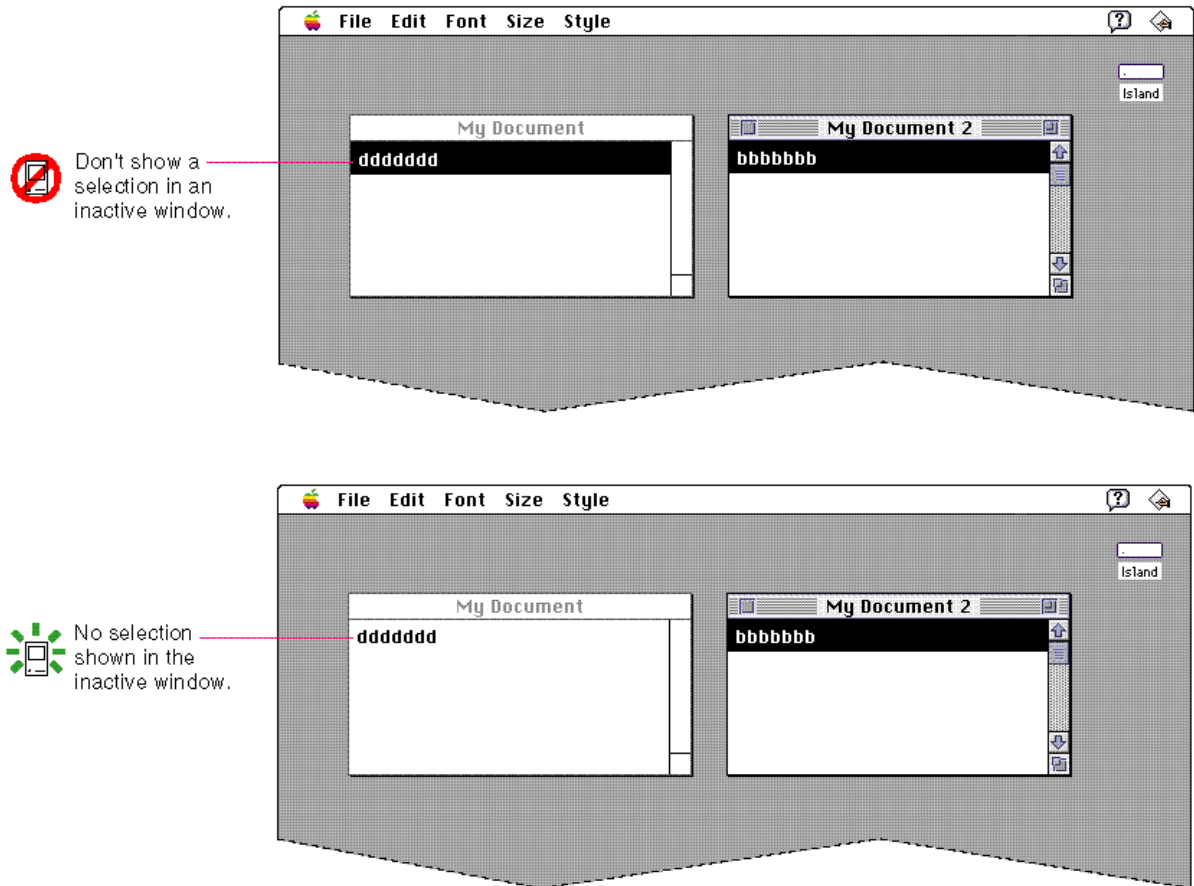 File Edit Font Size Style
Island
My Document
My Document 2
ddddddd
bbbbbbb
Don't show a
selection in an
inactive window.
File Edit Font Size Style
Island
My Document
My Document 2
ddddddd
bbbbbbb
No selection
shown in the
inactive window.